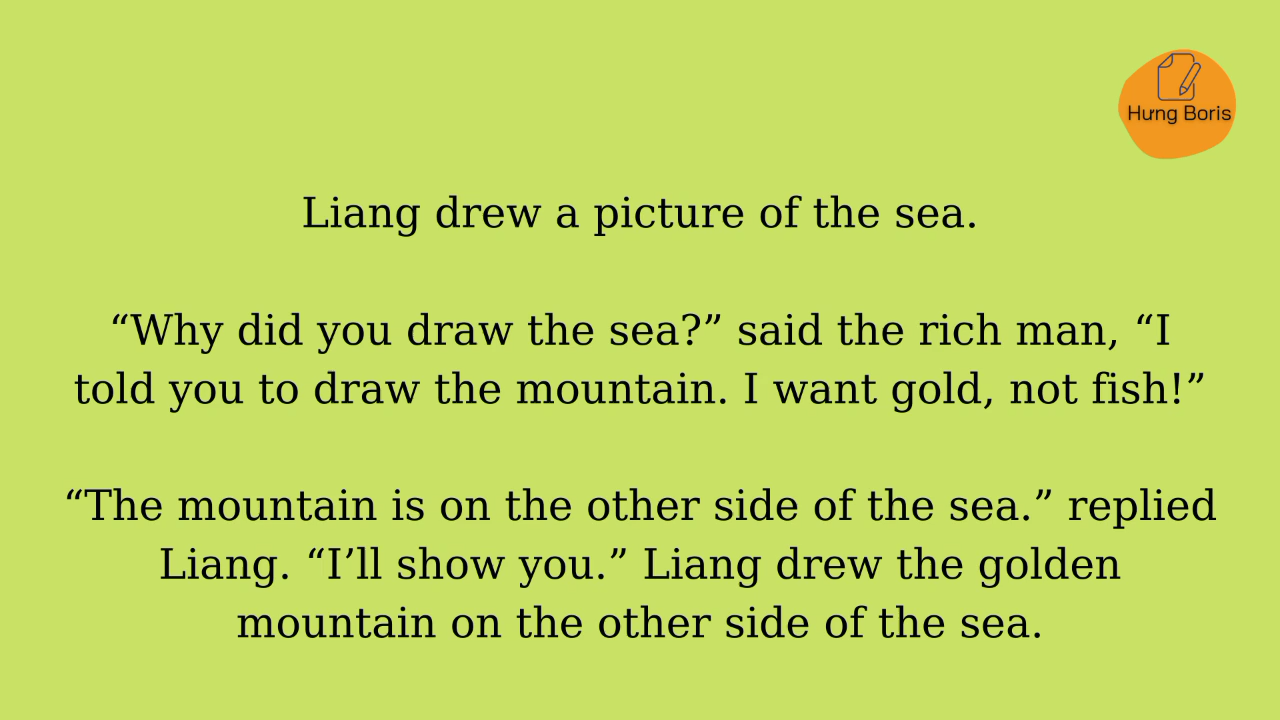 Hưng Boris
Liang drew a picture of the sea.
“Why did you draw the sea?” said the rich man, “I
told you to draw the mountain. I want gold, not fish!”
“The mountain is on the other side of the sea.” replied
Liang. “I’ll show you.” Liang drew the golden
mountain on the other side of the sea.